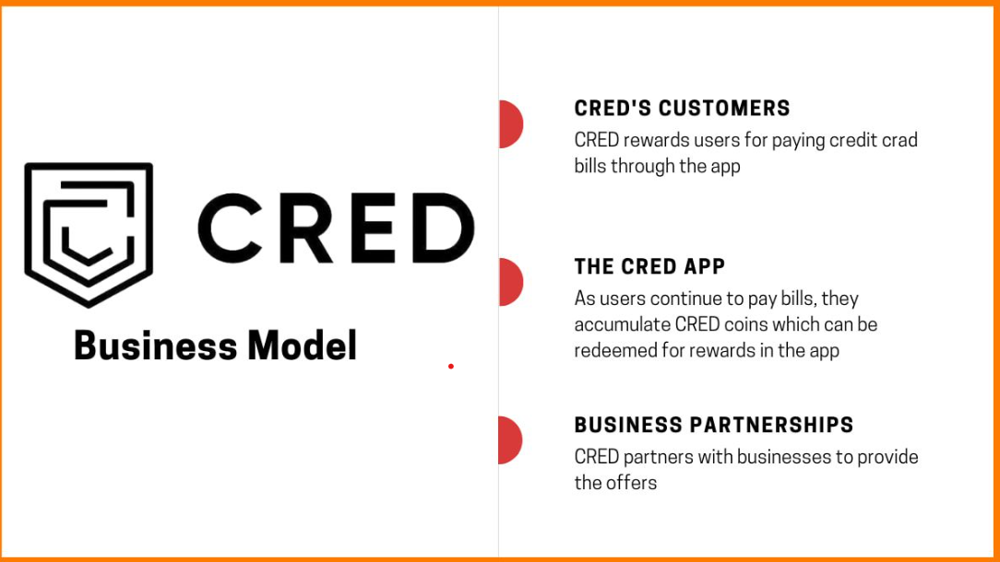 CRED
Business Model
CRED'S CUSTOMERS
CRED rewards users for paying credit crad
bills through the app
THE CRED APP
As users continue to pay bills, they
accumulate CRED coins which can be
redeemed for rewards in the app
BUSINESS PARTNERSHIPS
CRED partners with businesses to provide
the offers